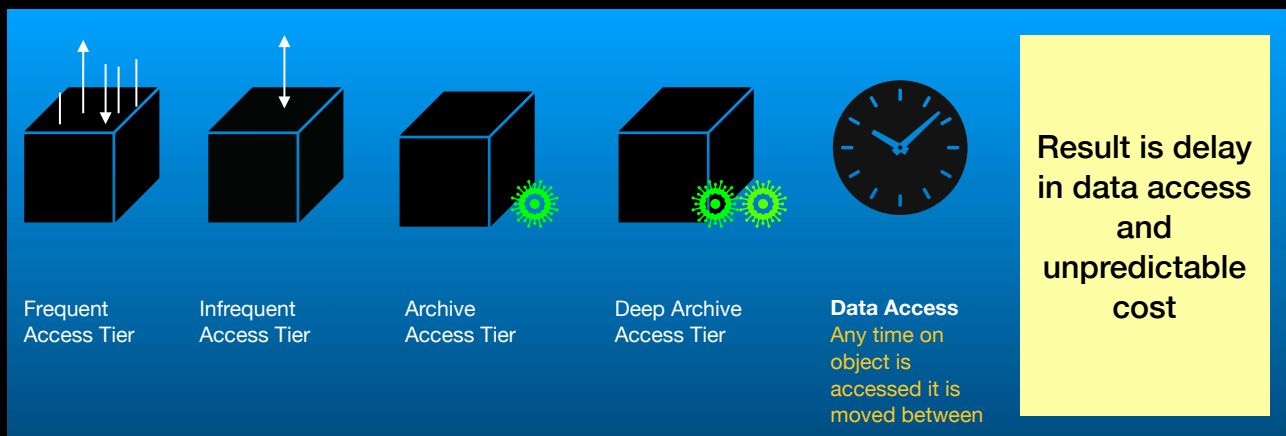 Frequent
Access Tier
Infrequent
Access Tier
Archive
Access Tier
Deep Archive
Access Tier
Data Access
Any time on
object is
accessed it is
moved between
Result is delay
in data access
and
unpredictable
cost